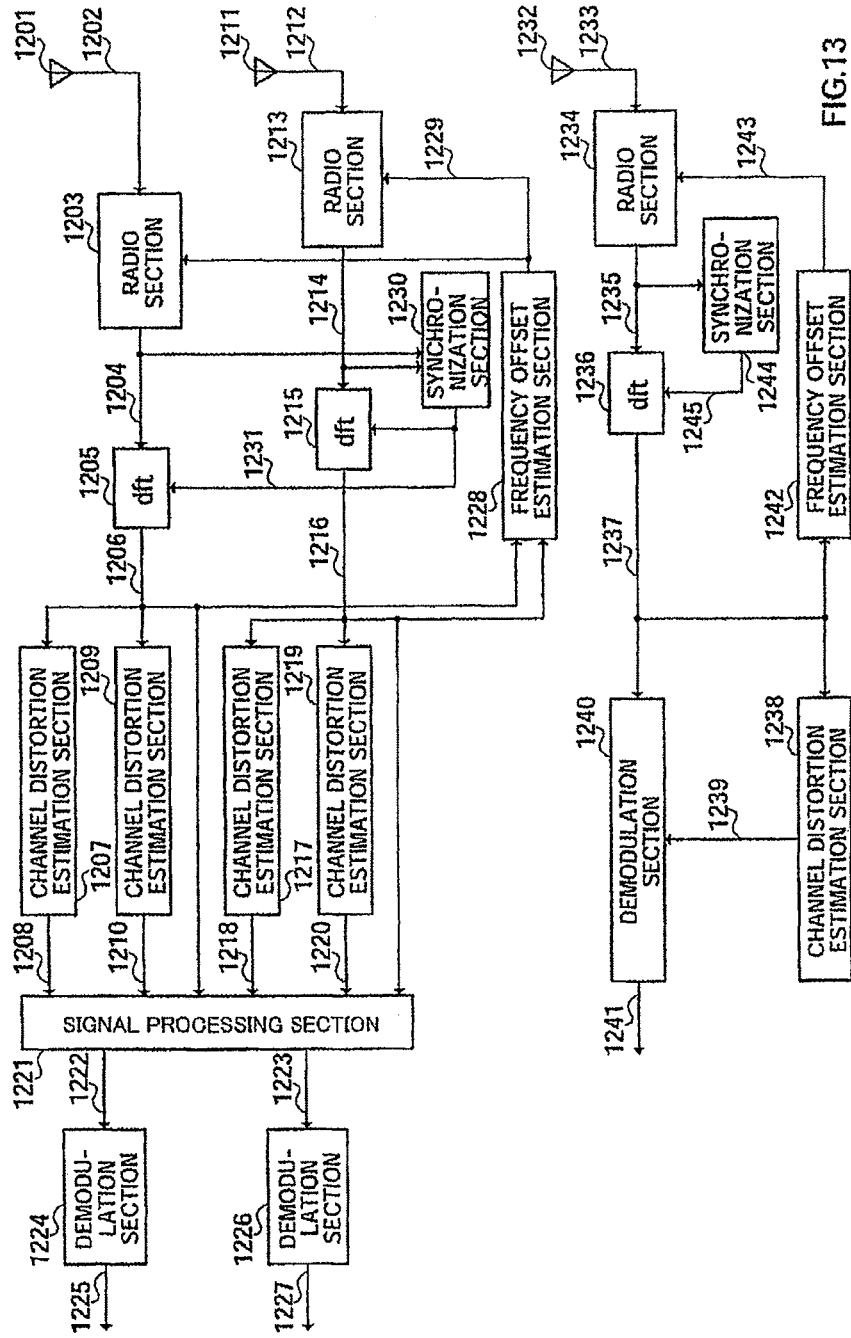 1201
1202
1203
RADIO
SECTION
1204
1205
dft
1206
1207
CHANNEL DISTORTION
ESTIMATION SECTION
1208
1209
CHANNEL DISTORTION
ESTIMATION SECTION
1210
1211
1212
1213
RADIO
SECTION
1214
1215
dft
1216
1217
CHANNEL DISTORTION
ESTIMATION SECTION
1218
1219
CHANNEL DISTORTION
ESTIMATION SECTION
1220
1221
SIGNAL PROCESSING SECTION
1222
1223
1224
DEMODU-
LATION
SECTION
1225
1226
DEMODU-
LATION
SECTION
1227
1228
FREQUENCY OFFSET
ESTIMATION SECTION
1229
1230
SYNCHRO-
NIZATION
SECTION
1231
1232
1233
1234
RADIO
SECTION
1235
1236
dft
1237
1238
CHANNEL DISTORTION
ESTIMATION SECTION
1239
1240
DEMODULATION
SECTION
1241
1242
FREQUENCY OFFSET
ESTIMATION SECTION
1243
SYNCHRO-
NIZATION
SECTION
1244
1245
FIG.13